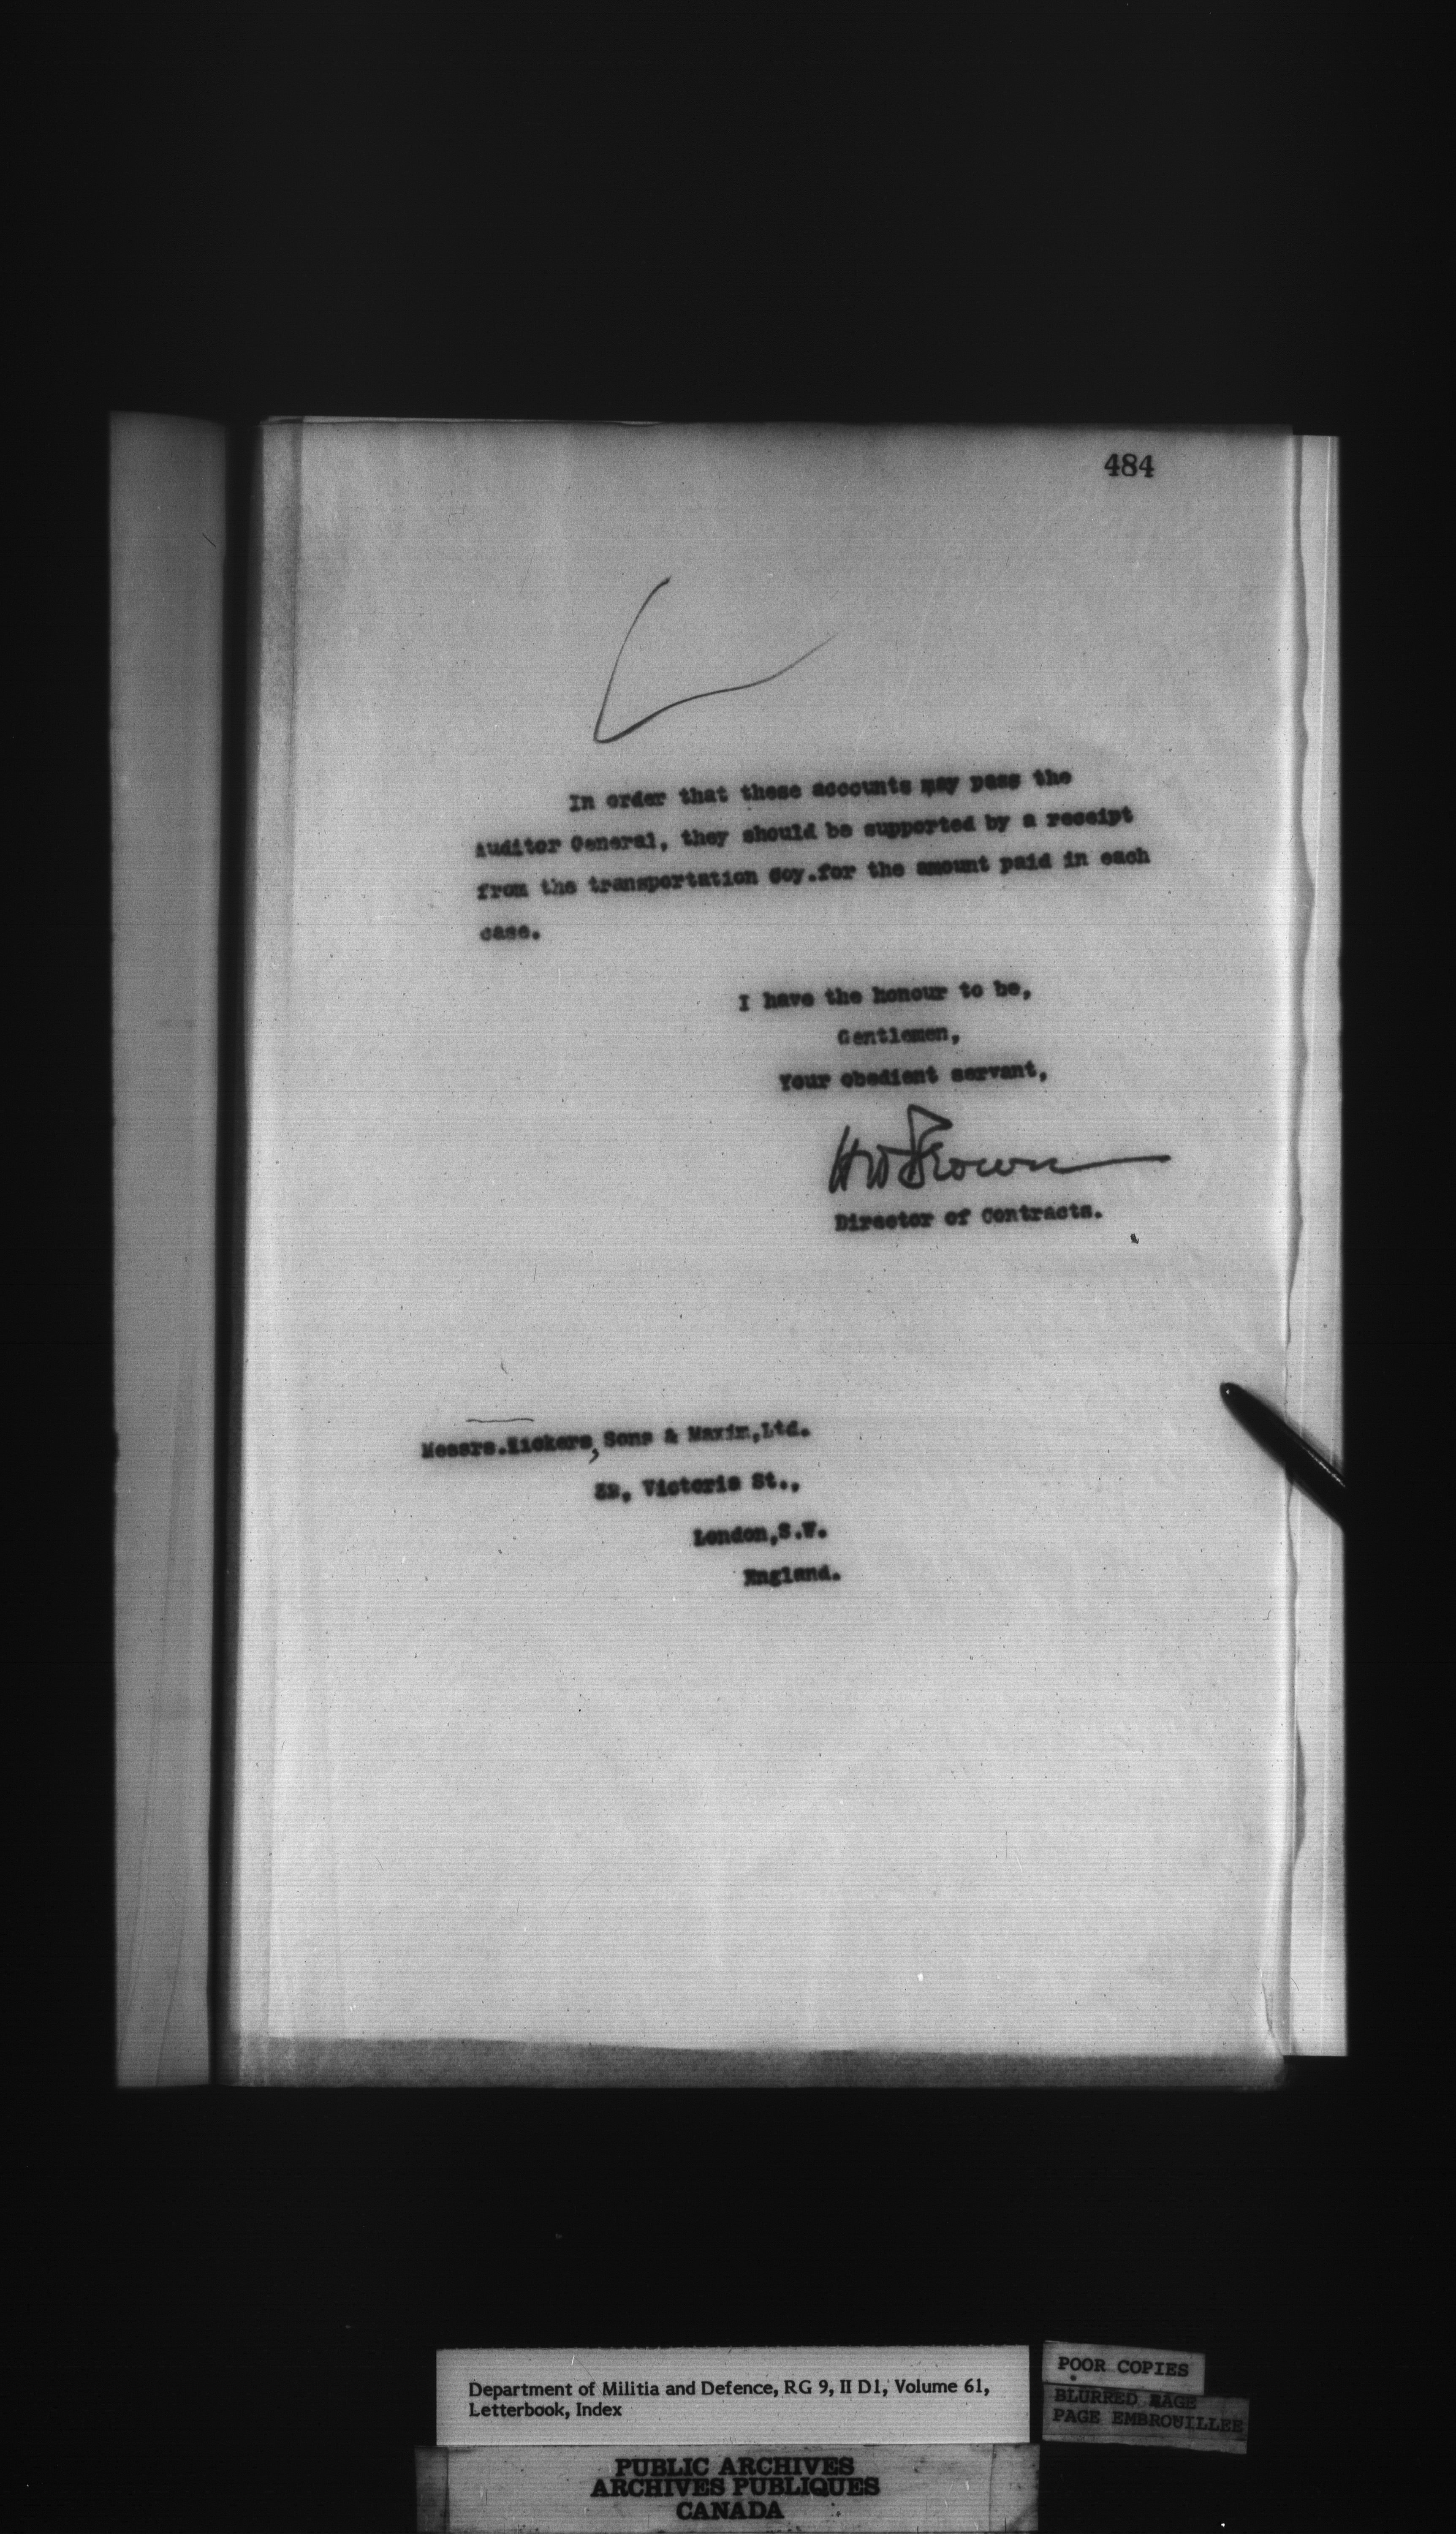 484
In order that these accounts may pass the
Auditor General, they should be supported by a receipt
from the transportation Coy.for the amount paid in each
case.
I have the honour to be,
Gentlemen,
Your obedient servant,
HW Brown
Director of Contracts.
Messrs.Vickers, Sons & Maxim,Ltd.
Victoria St.,
London,S.W.
England.
Department of Militia and Defence, RG 9, II D1, Volume 61,
Letterbook, Index
POOR COPIES
BLURRED PAGE
PAGE EMBROUILLEE
PUBLIC ARCHIVES
ARCHIVES PUBLIQUES
CANADA